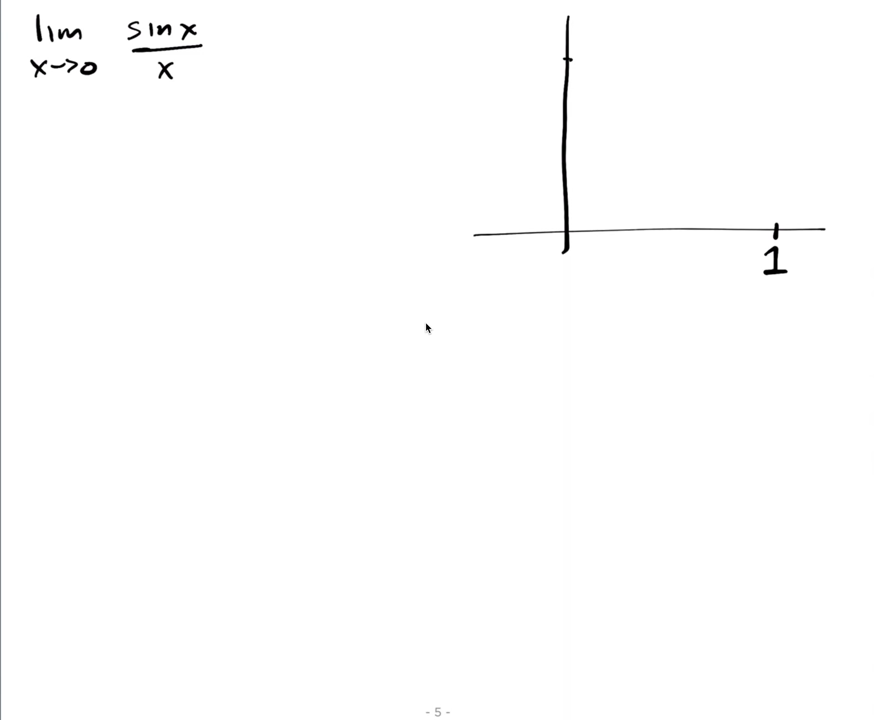 lim sin x
x→0 x
1
- 5 -